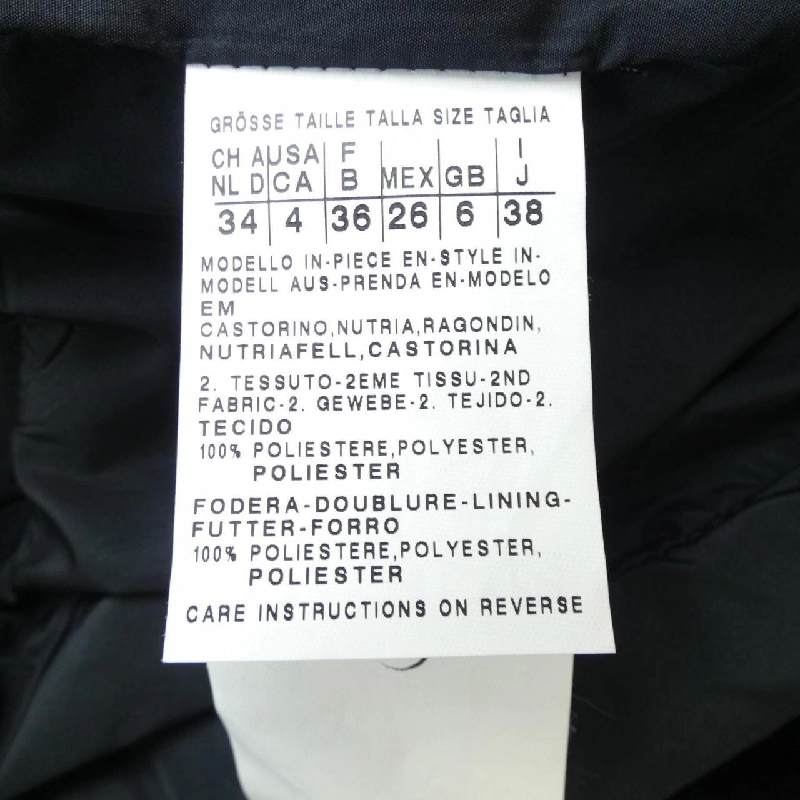 GRÖSSE TAILLE TALLA SIZE TAGLIA
CH A USA F I
NL D CA B MEX GB J
34 4 36 26 6 38
MODELLO IN-PIECE EN-STYLE IN-
MODELL AUS-PRENDA EN-MODELO
EM
CASTORINO,NUTRIA,RAGONDIN,
NUTRIAFELL,CASTORINA
2. TESSUTO-2EME TISSU-2ND
FABRIC-2. GEWEBE-2. TEJIDO-2.
TECIDO
100% POLIESTERE,POLYESTER,
POLIESTER
FODERA-DOUBLURE-LINING-
FUTTER-FORRO
100% POLIESTERE,POLYESTER,
POLIESTER
CARE INSTRUCTIONS ON REVERSE